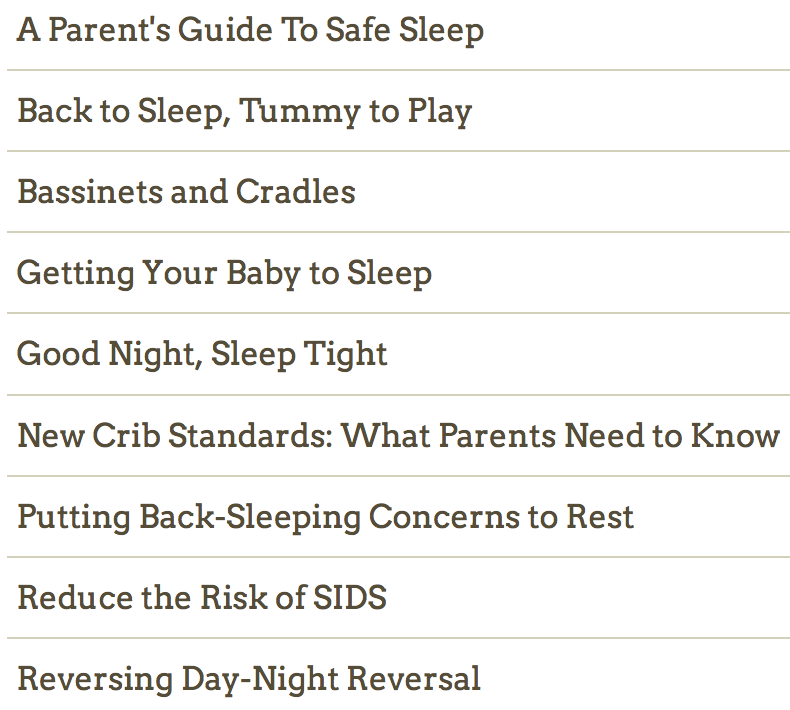 A Parent's Guide To Safe Sleep
Back to Sleep, Tummy to Play
Bassinets and Cradles
Getting Your Baby to Sleep
Good Night, Sleep Tight
New Crib Standards: What Parents Need to Know
Putting Back-Sleeping Concerns to Rest
Reduce the Risk of SIDS
Reversing Day-Night Reversal